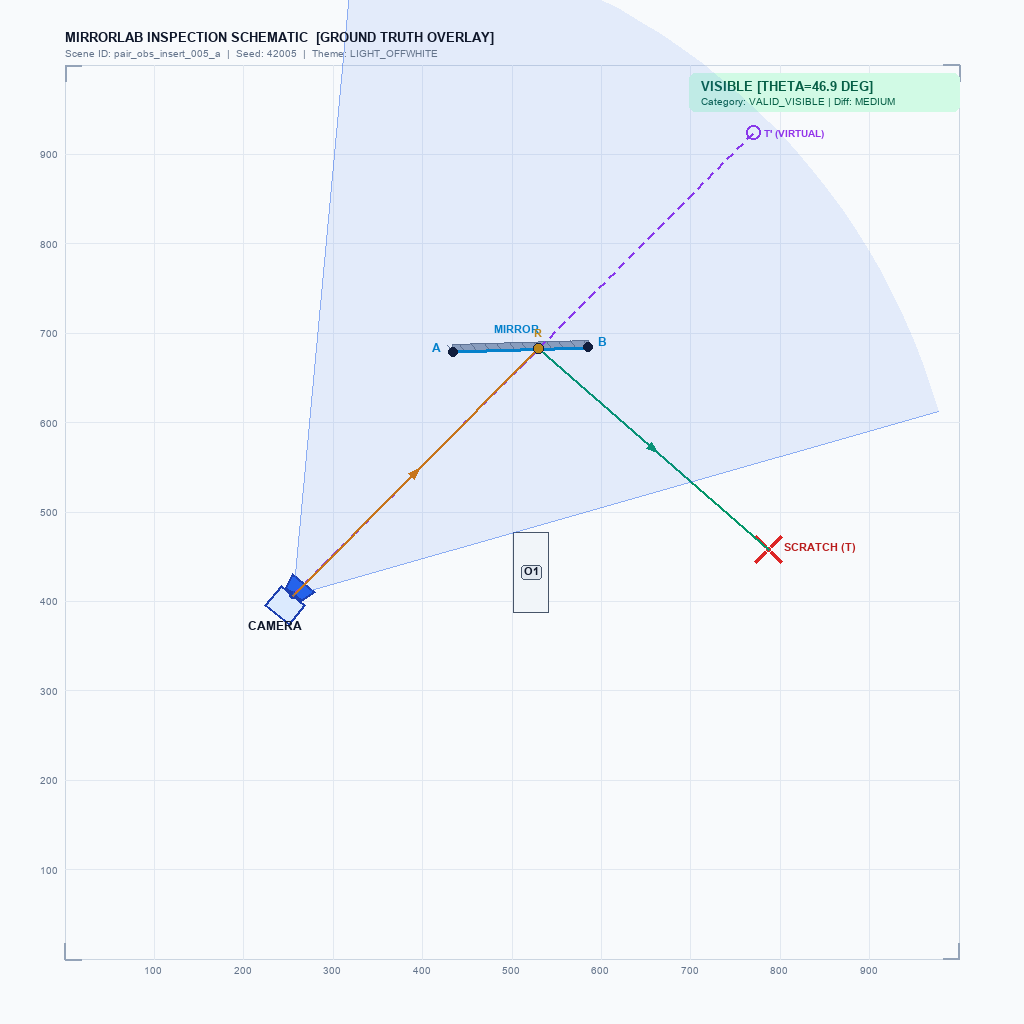 MIRRORLAB INSPECTION SCHEMATIC [GROUND TRUTH OVERLAY]
Scene ID: pair_obs_insert_005_a | Seed: 42005 | Theme: LIGHT_OFFWHITE
VISIBLE [THETA=46.9 DEG]
Category: VALID_VISIBLE | Diff: MEDIUM
T' (VIRTUAL)
MIRROR
R
A
B
SCRATCH (T)
O1
CAMERA
900
800
700
600
500
400
300
200
100
100
200
300
400
500
600
700
800
900